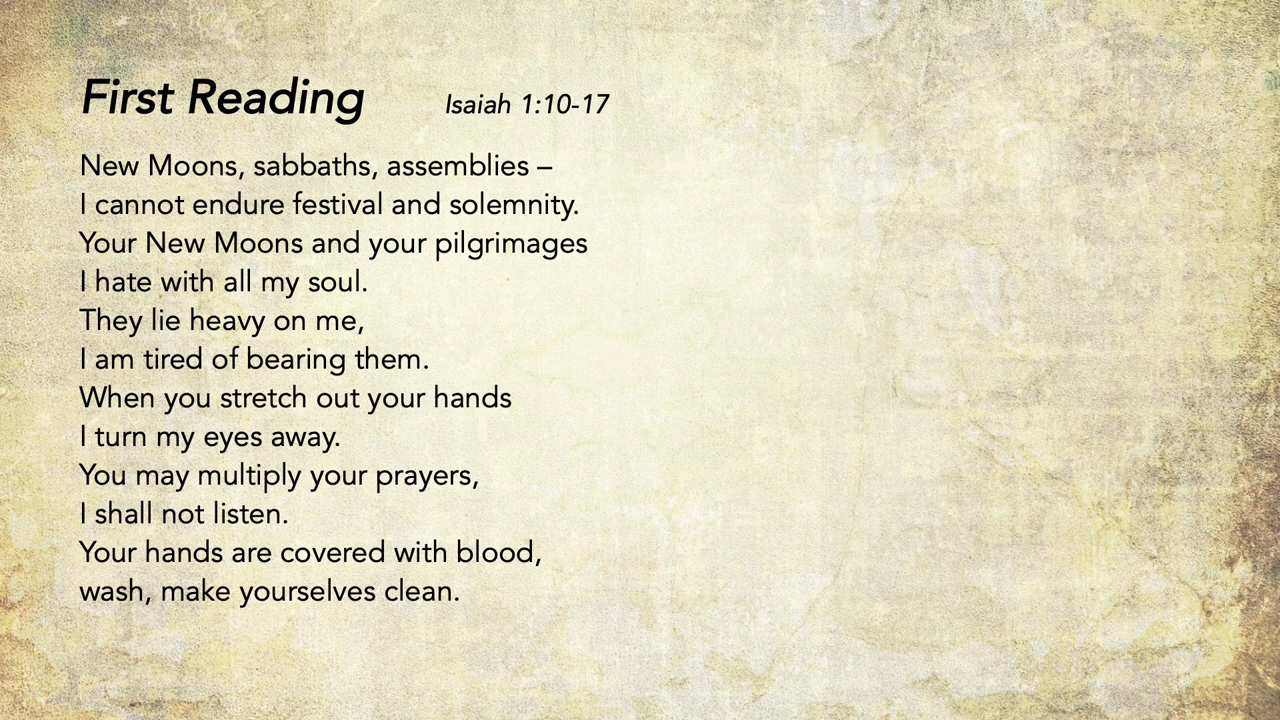 First Reading Isaiah 1:10-17
New Moons, sabbaths, assemblies –
I cannot endure festival and solemnity.
Your New Moons and your pilgrimages
I hate with all my soul.
They lie heavy on me,
I am tired of bearing them.
When you stretch out your hands
I turn my eyes away.
You may multiply your prayers,
I shall not listen.
Your hands are covered with blood,
wash, make yourselves clean.